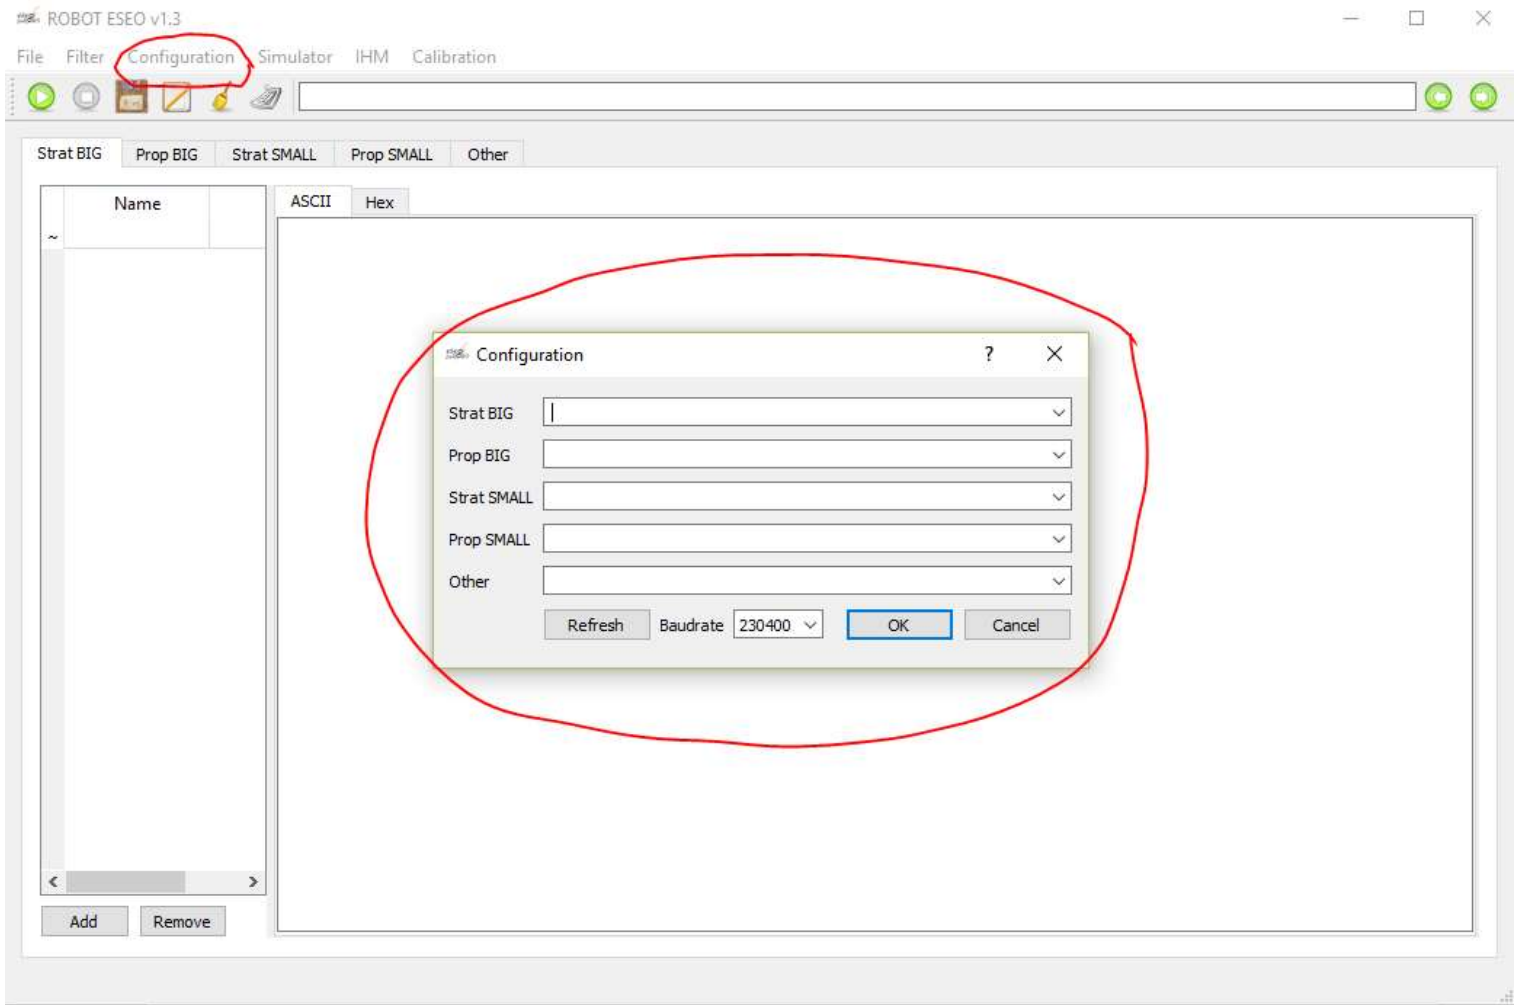 ROBOT ESEO v1.3
File Filter Configuration Simulator IHM Calibration
Strat BIG Prop BIG Strat SMALL Prop SMALL Other
Name
ASCII Hex
~
Configuration ?
Strat BIG
Prop BIG
Strat SMALL
Prop SMALL
Other
Refresh Baudrate 230400 OK Cancel
Add Remove